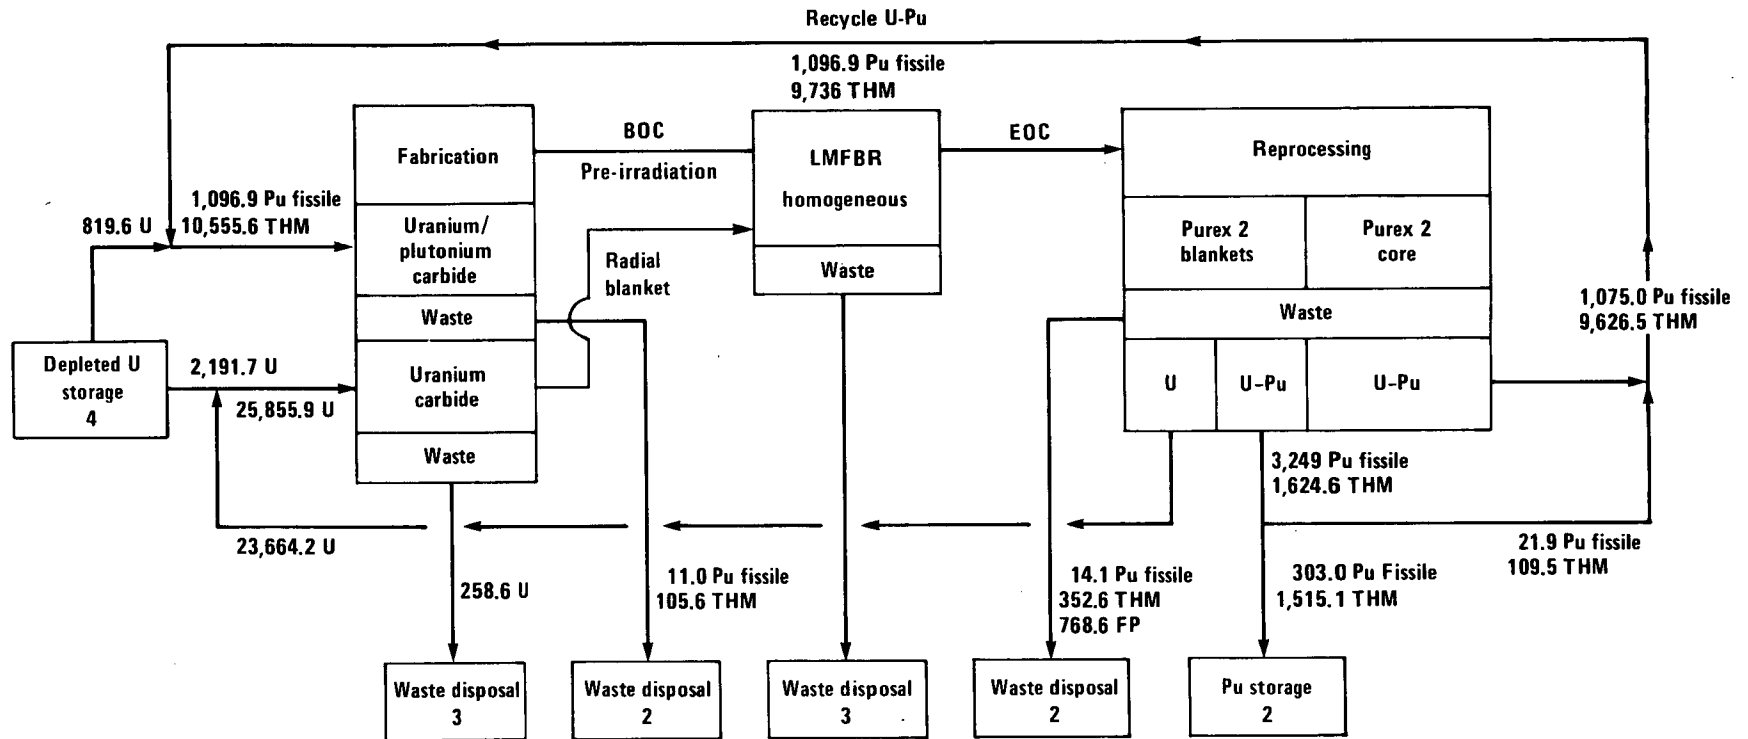 Recycle U-Pu
1,096.9 Pu fissile
9,736 THM
Fabrication
BOC
Pre-irradiation
LMFBR
homogeneous
EOC
Reprocessing
819.6 U
1,096.9 Pu fissile
10,555.6 THM
Uranium/
plutonium
carbide
Radial
blanket
Waste
Purex 2
blankets
Purex 2
core
Waste
Waste
1,075.0 Pu fissile
9,626.5 THM
Depleted U
storage
4
2,191.7 U
25,855.9 U
Uranium
carbide
U
U-Pu
U-Pu
Waste
3,249 Pu fissile
1,624.6 THM
23,664.2 U
258.6 U
11.0 Pu fissile
105.6 THM
14.1 Pu fissile
352.6 THM
768.6 FP
303.0 Pu Fissile
1,515.1 THM
21.9 Pu fissile
109.5 THM
Waste disposal
3
Waste disposal
2
Waste disposal
3
Waste disposal
2
Pu storage
2